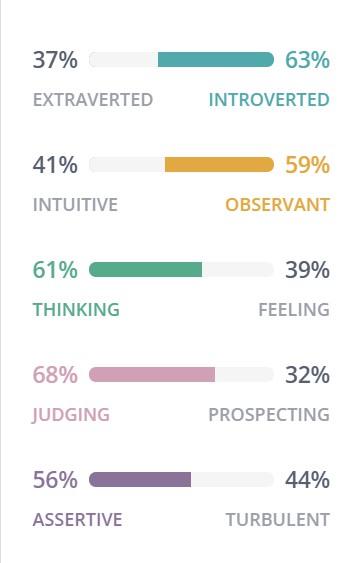 37% 63%
EXTRAVERTED INTROVERTED
41% 59%
INTUITIVE OBSERVANT
61% 39%
THINKING FEELING
68% 32%
JUDGING PROSPECTING
56% 44%
ASSERTIVE TURBULENT